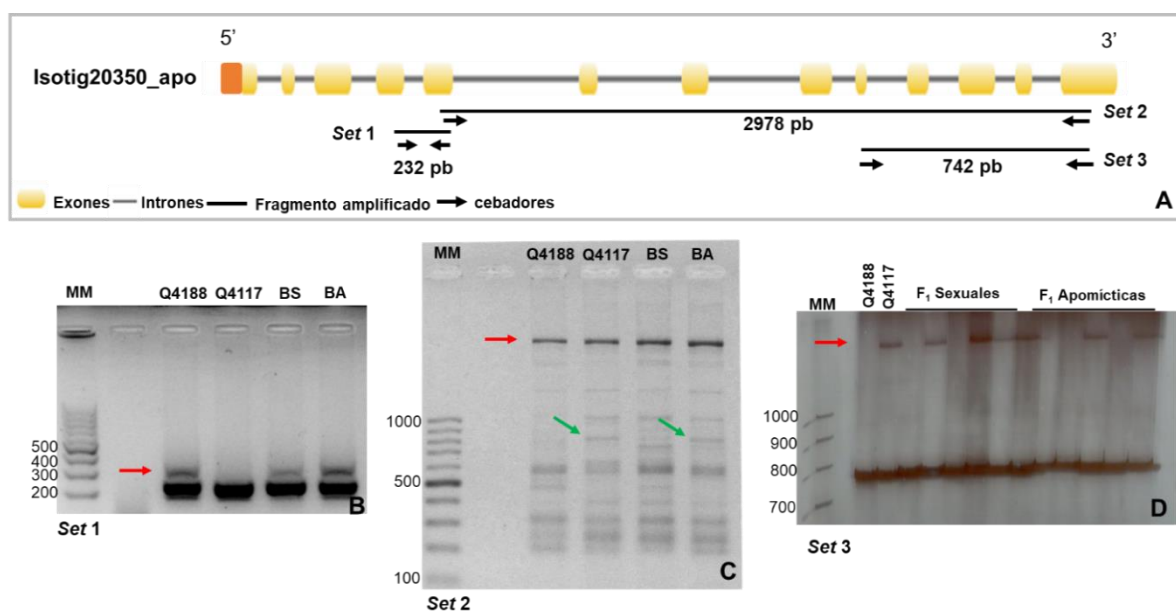 5’ 3’
Isotig20350_apo
Set 1
232 pb
2978 pb
Set 2
742 pb
Set 3
Exones Intrones Fragmento amplificado cebadores
A
MM Q4188 Q4117 BS BA
500
400
300
200
B
Set 1
MM Q4188 Q4117 BS BA
1000
500
100
C
Set 2
MM Q4188 Q4117 F1 Sexuales F1 Apomicticas
1000
900
800
700
D
Set 3